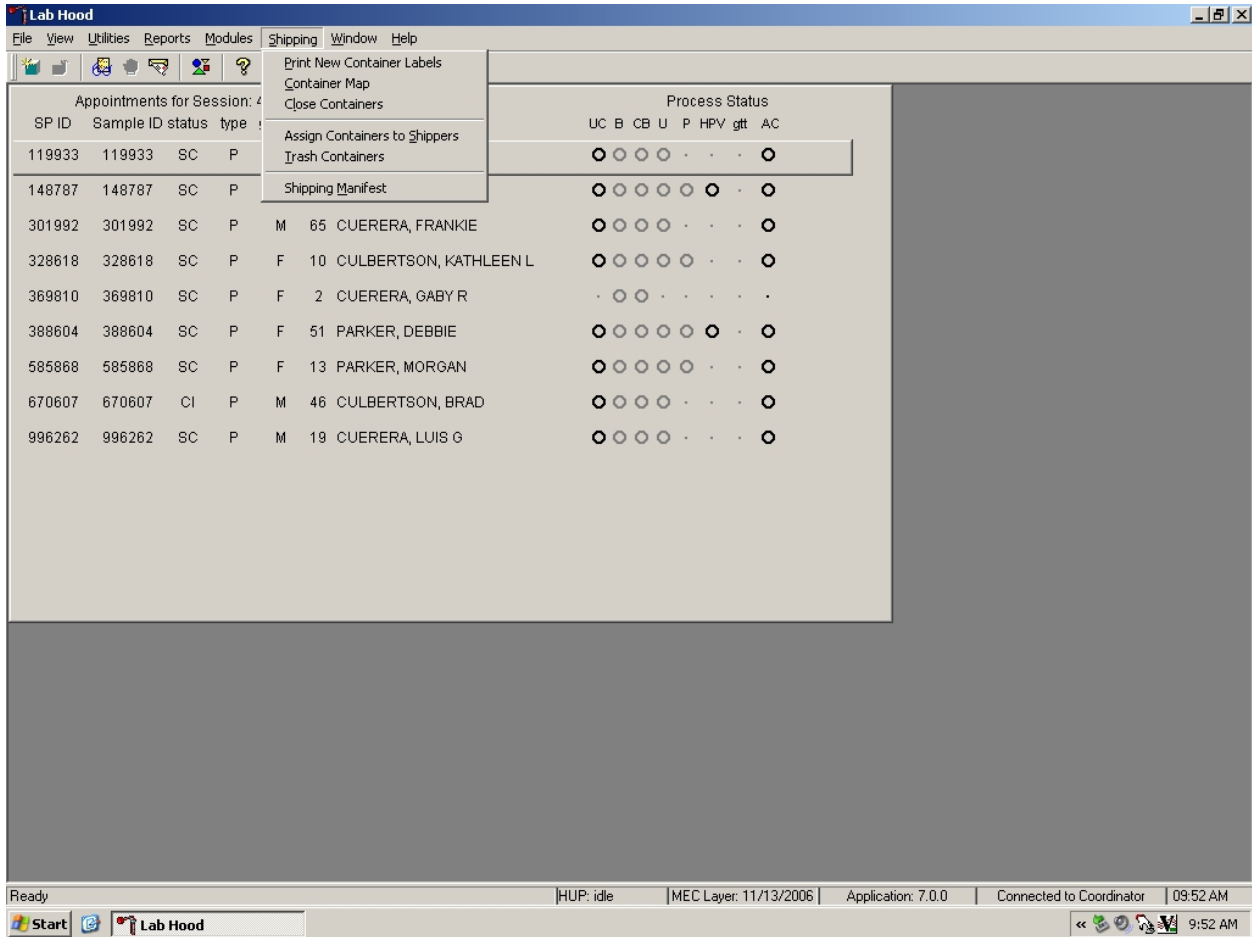 Lab Hood
File View Utilities Reports Modules Shipping Window Help
Print New Container Labels
Container Map
Close Containers
Assign Containers to Shippers
Trash Containers
Shipping Manifest
Appointments for Session: 4
Process Status
SP ID Sample ID status type UC B CB U P HPV gtt AC
119933 119933 SC P
148787 148787 SC P
301992 301992 SC P M 65 CUERERA, FRANKIE
328618 328618 SC P F 10 CULBERTSON, KATHLEEN L
369810 369810 SC P F 2 CUERERA, GABY R
388604 388604 SC P F 51 PARKER, DEBBIE
585868 585868 SC P F 13 PARKER, MORGAN
670607 670607 CI P M 46 CULBERTSON, BRAD
996262 996262 SC P M 19 CUERERA, LUIS G
Ready HUP: idle MEC Layer: 11/13/2006 Application: 7.0.0 Connected to Coordinator 09:52 AM
Start Lab Hood « 9:52 AM